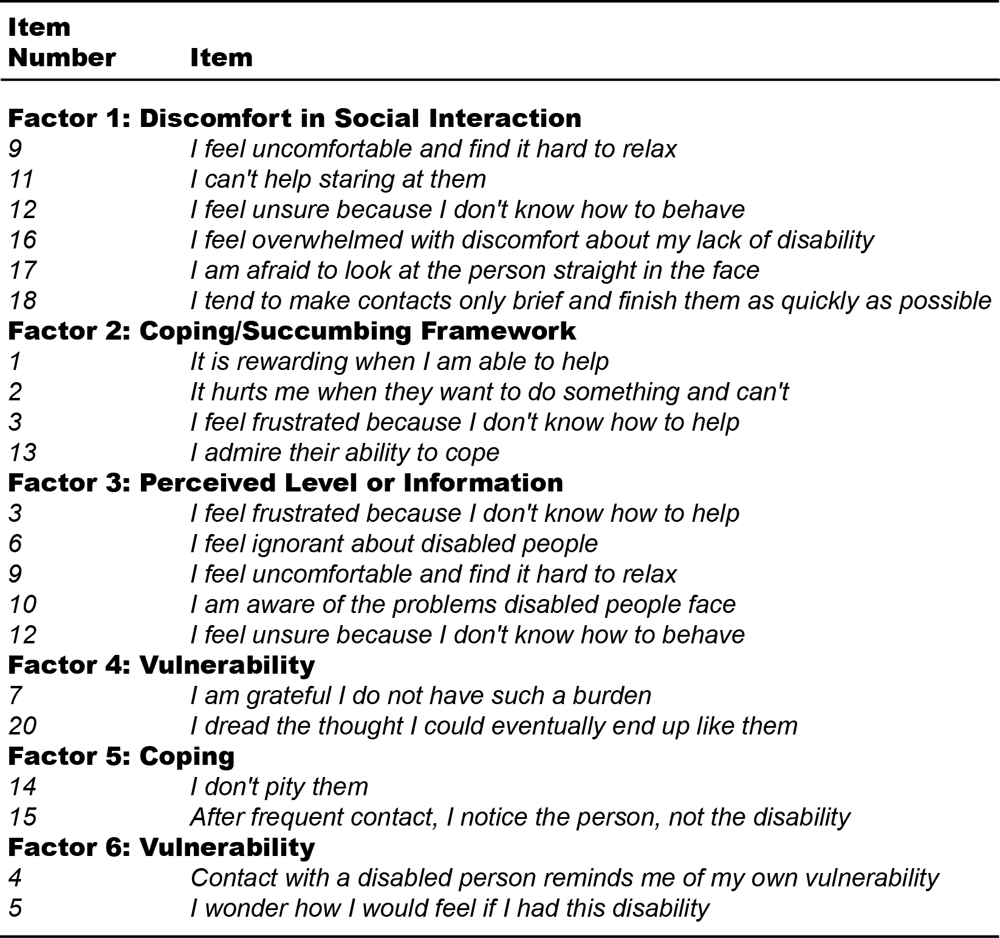 Item
Number Item
Factor 1: Discomfort in Social Interaction
9 I feel uncomfortable and find it hard to relax
11 I can't help staring at them
12 I feel unsure because I don't know how to behave
16 I feel overwhelmed with discomfort about my lack of disability
17 I am afraid to look at the person straight in the face
18 I tend to make contacts only brief and finish them as quickly as possible
Factor 2: Coping/Succumbing Framework
1 It is rewarding when I am able to help
2 It hurts me when they want to do something and can't
3 I feel frustrated because I don't know how to help
13 I admire their ability to cope
Factor 3: Perceived Level or Information
3 I feel frustrated because I don't know how to help
6 I feel ignorant about disabled people
9 I feel uncomfortable and find it hard to relax
10 I am aware of the problems disabled people face
12 I feel unsure because I don't know how to behave
Factor 4: Vulnerability
7 I am grateful I do not have such a burden
20 I dread the thought I could eventually end up like them
Factor 5: Coping
14 I don't pity them
15 After frequent contact, I notice the person, not the disability
Factor 6: Vulnerability
4 Contact with a disabled person reminds me of my own vulnerability
5 I wonder how I would feel if I had this disability